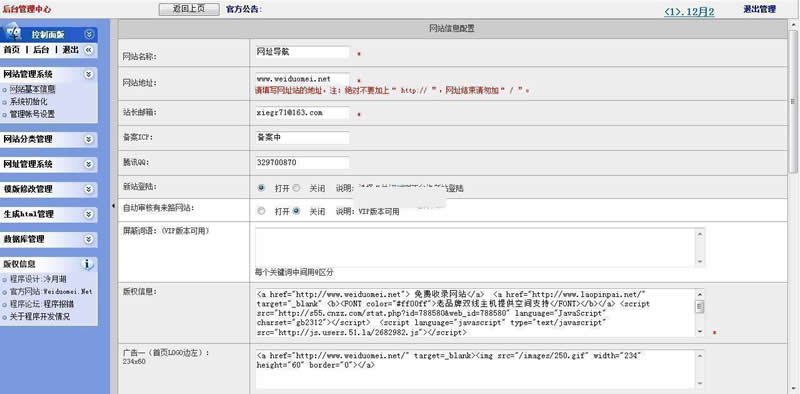 后台管理中心
返回上页
官方公告:
<1>.12月2
退出管理
控制面版
首页 | 后台 | 退出
网站管理系统
网站基本信息
系统初始化
管理帐号设置
网站分类管理
网址管理系统
模版修改管理
生成html管理
数据库管理
版权信息
程序设计:冷月湖
官方网站:Weiduomei.Net
程序论坛:程序报错
关于程序开发情况
网站信息配置
网站名称:
网址导航
*
网站地址:
www.weiduomei.net
*
请填写网址站的地址,注:绝对不要加上“ http:// ”,网址结束请勿加“ / ”。
站长邮箱:
xiegr71@163.com
*
备案ICP:
备案中
腾讯QQ:
329700870
新站登陆:
打开 关闭 说明:
登陆
自动审核有来路网站:
打开 关闭 说明:VIP版本可用
屏蔽词语:(VIP版本可用)
每个关键词中间用@区分
版权信息:
<a href="http://www.weiduomei.net"> 免费收录网站</a> <a href="http://www.laopinpai.net/"
target="_blank" <b><FONT color="#ff00ff">老品牌双线主机提供空间支持</FONT></b></a> <script
src="http://s55.cnzz.com/stat.php?id=788580&web_id=788580" language="JavaScript"
charset="gb2312"></script> <script language="javascript" type="text/javascript"
src="http://js.users.51.la/2682982.js"></script>
*
广告一(首页LOGO边左):
234x60
<a href="http://www.weiduomei.net/" target=_blank><img src="/images/250.gif" width="234"
height="60" border="0"></a>